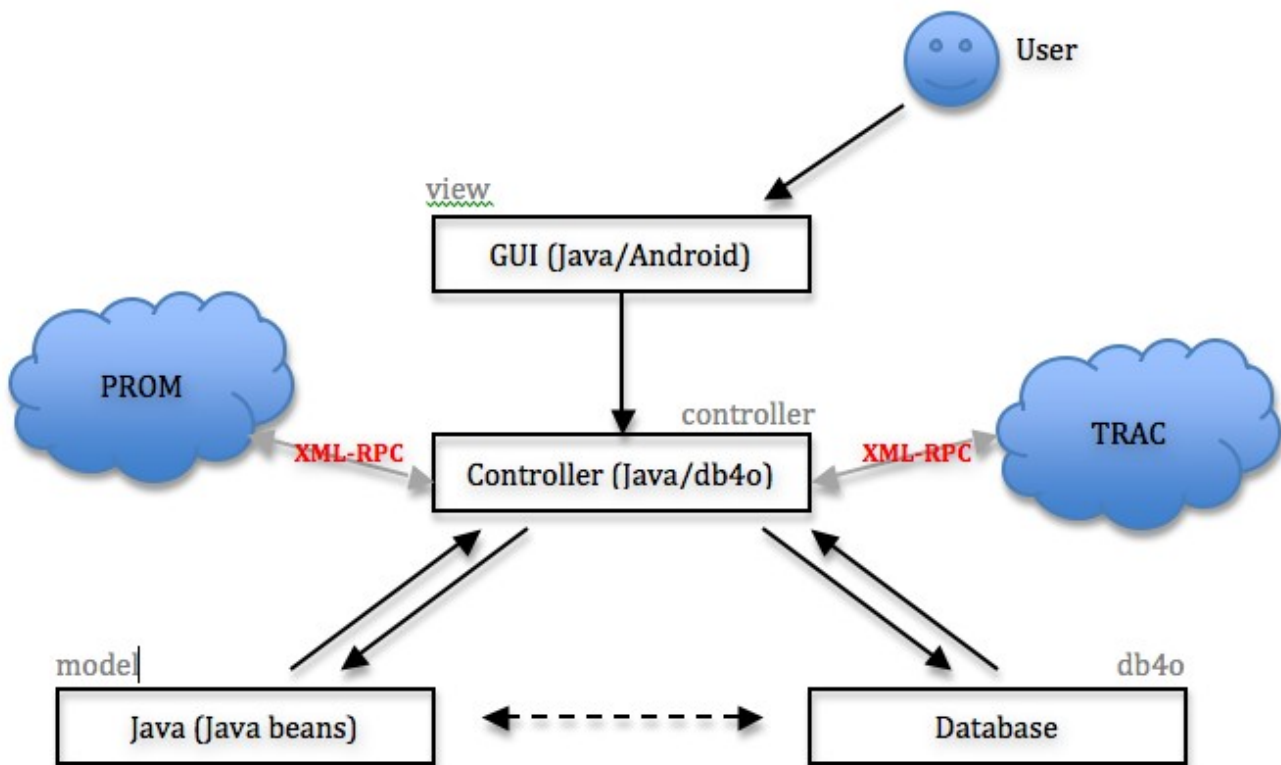 User
view
GUI (Java/Android)
PROM
controller
TRAC
XML-RPC
XML-RPC
Controller (Java/db4o)
model
db4o
Java (Java beans)
Database